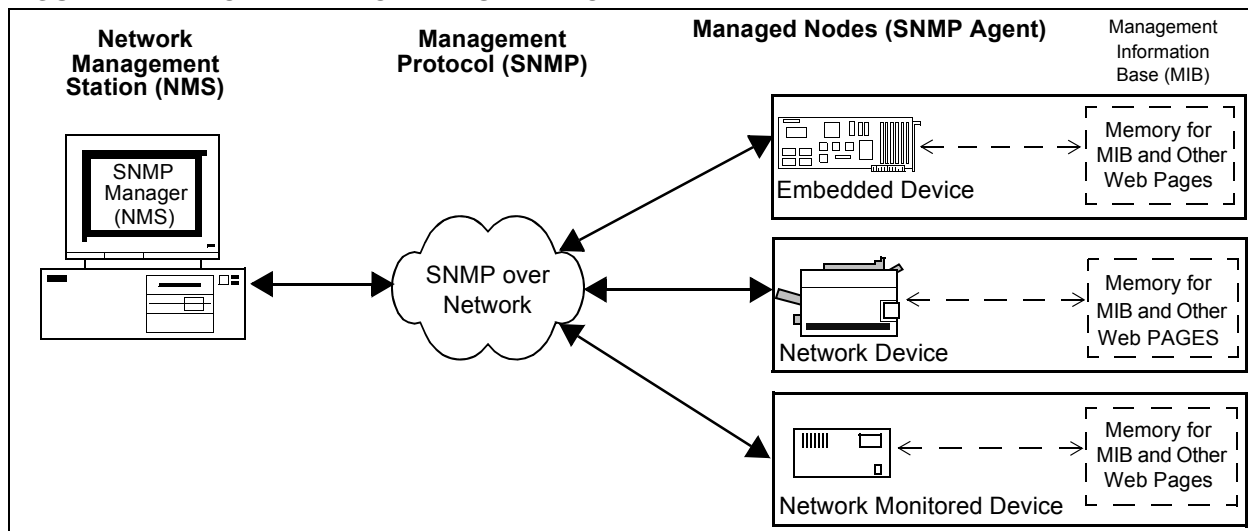 Network
Management
Station (NMS)
Management
Protocol (SNMP)
Managed Nodes (SNMP Agent)
Management
Information
Base (MIB)
SNMP
Manager
(NMS)
SNMP over
Network
Embedded Device
Memory for
MIB and Other
Web Pages
Network Device
Memory for
MIB and Other
Web PAGES
Network Monitored Device
Memory for
MIB and Other
Web Pages